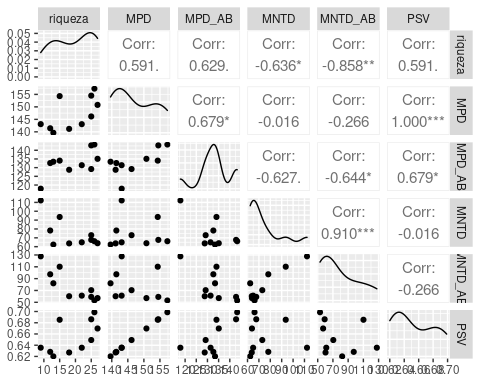 riqueza MPD MPD_AB MNTD MNTD_AB PSV
0.05
0.04
0.03
0.02
0.01
0.00
Corr: Corr: Corr: Corr: Corr:
0.591. 0.629. -0.636* -0.858** 0.591.
riqueza
155
150
145
140
Corr: Corr: Corr: Corr:
0.679* -0.016 -0.266 1.000***
MPD
140
135
130
125
120
Corr: Corr: Corr:
-0.627. -0.644* 0.679*
MPD_AB
110
100
90
80
70
60
Corr: Corr:
0.910*** -0.016
MNTD
130
110
90
70
50
Corr:
-0.266
MNTD_AB
0.70
0.68
0.66
0.64
0.62
PSV
10 15 20 25